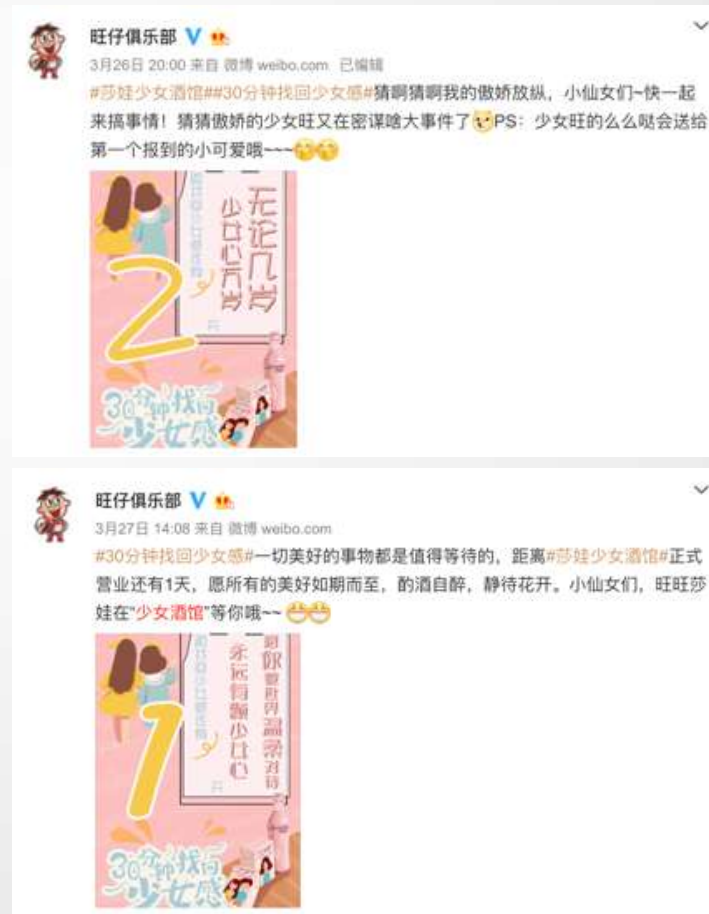 旺仔俱乐部
3月26日 20:00 来自 微博 weibo.com 已编辑
#莎娃少女酒馆##30分钟找回少女感#猜啊猜啊我的傲娇放纵，小仙女们~快一起
来搞事情！猜猜傲娇的少女旺又在密谋啥大事件了PS：少女旺的么么哒会送给
第一个报到的小可爱哦~~~
无论几岁
少女心万岁
2
30分钟找回
少女感
旺仔俱乐部
3月27日 14:08 来自 微博 weibo.com
#30分钟找回少女感#一切美好的事物都是值得等待的，距离#莎娃少女酒馆#正式
营业还有1天，愿所有的美好如期而至，酌酒自醉，静待花开。小仙女们，旺旺莎
娃在“少女酒馆”等你哦~~
愿你被世界温柔对待
永远有颗少女心
1
30分钟找回
少女感